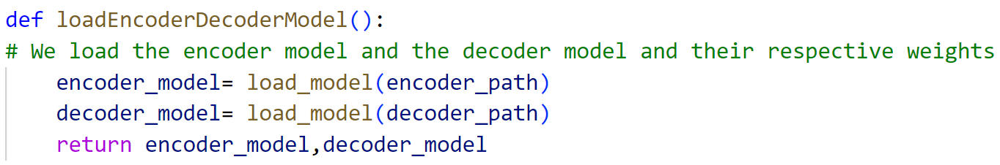 def loadEncoderDecoderModel():
# We load the encoder model and the decoder model and their respective weights
    encoder_model= load_model(encoder_path)
    decoder_model= load_model(decoder_path)
    return encoder_model,decoder_model